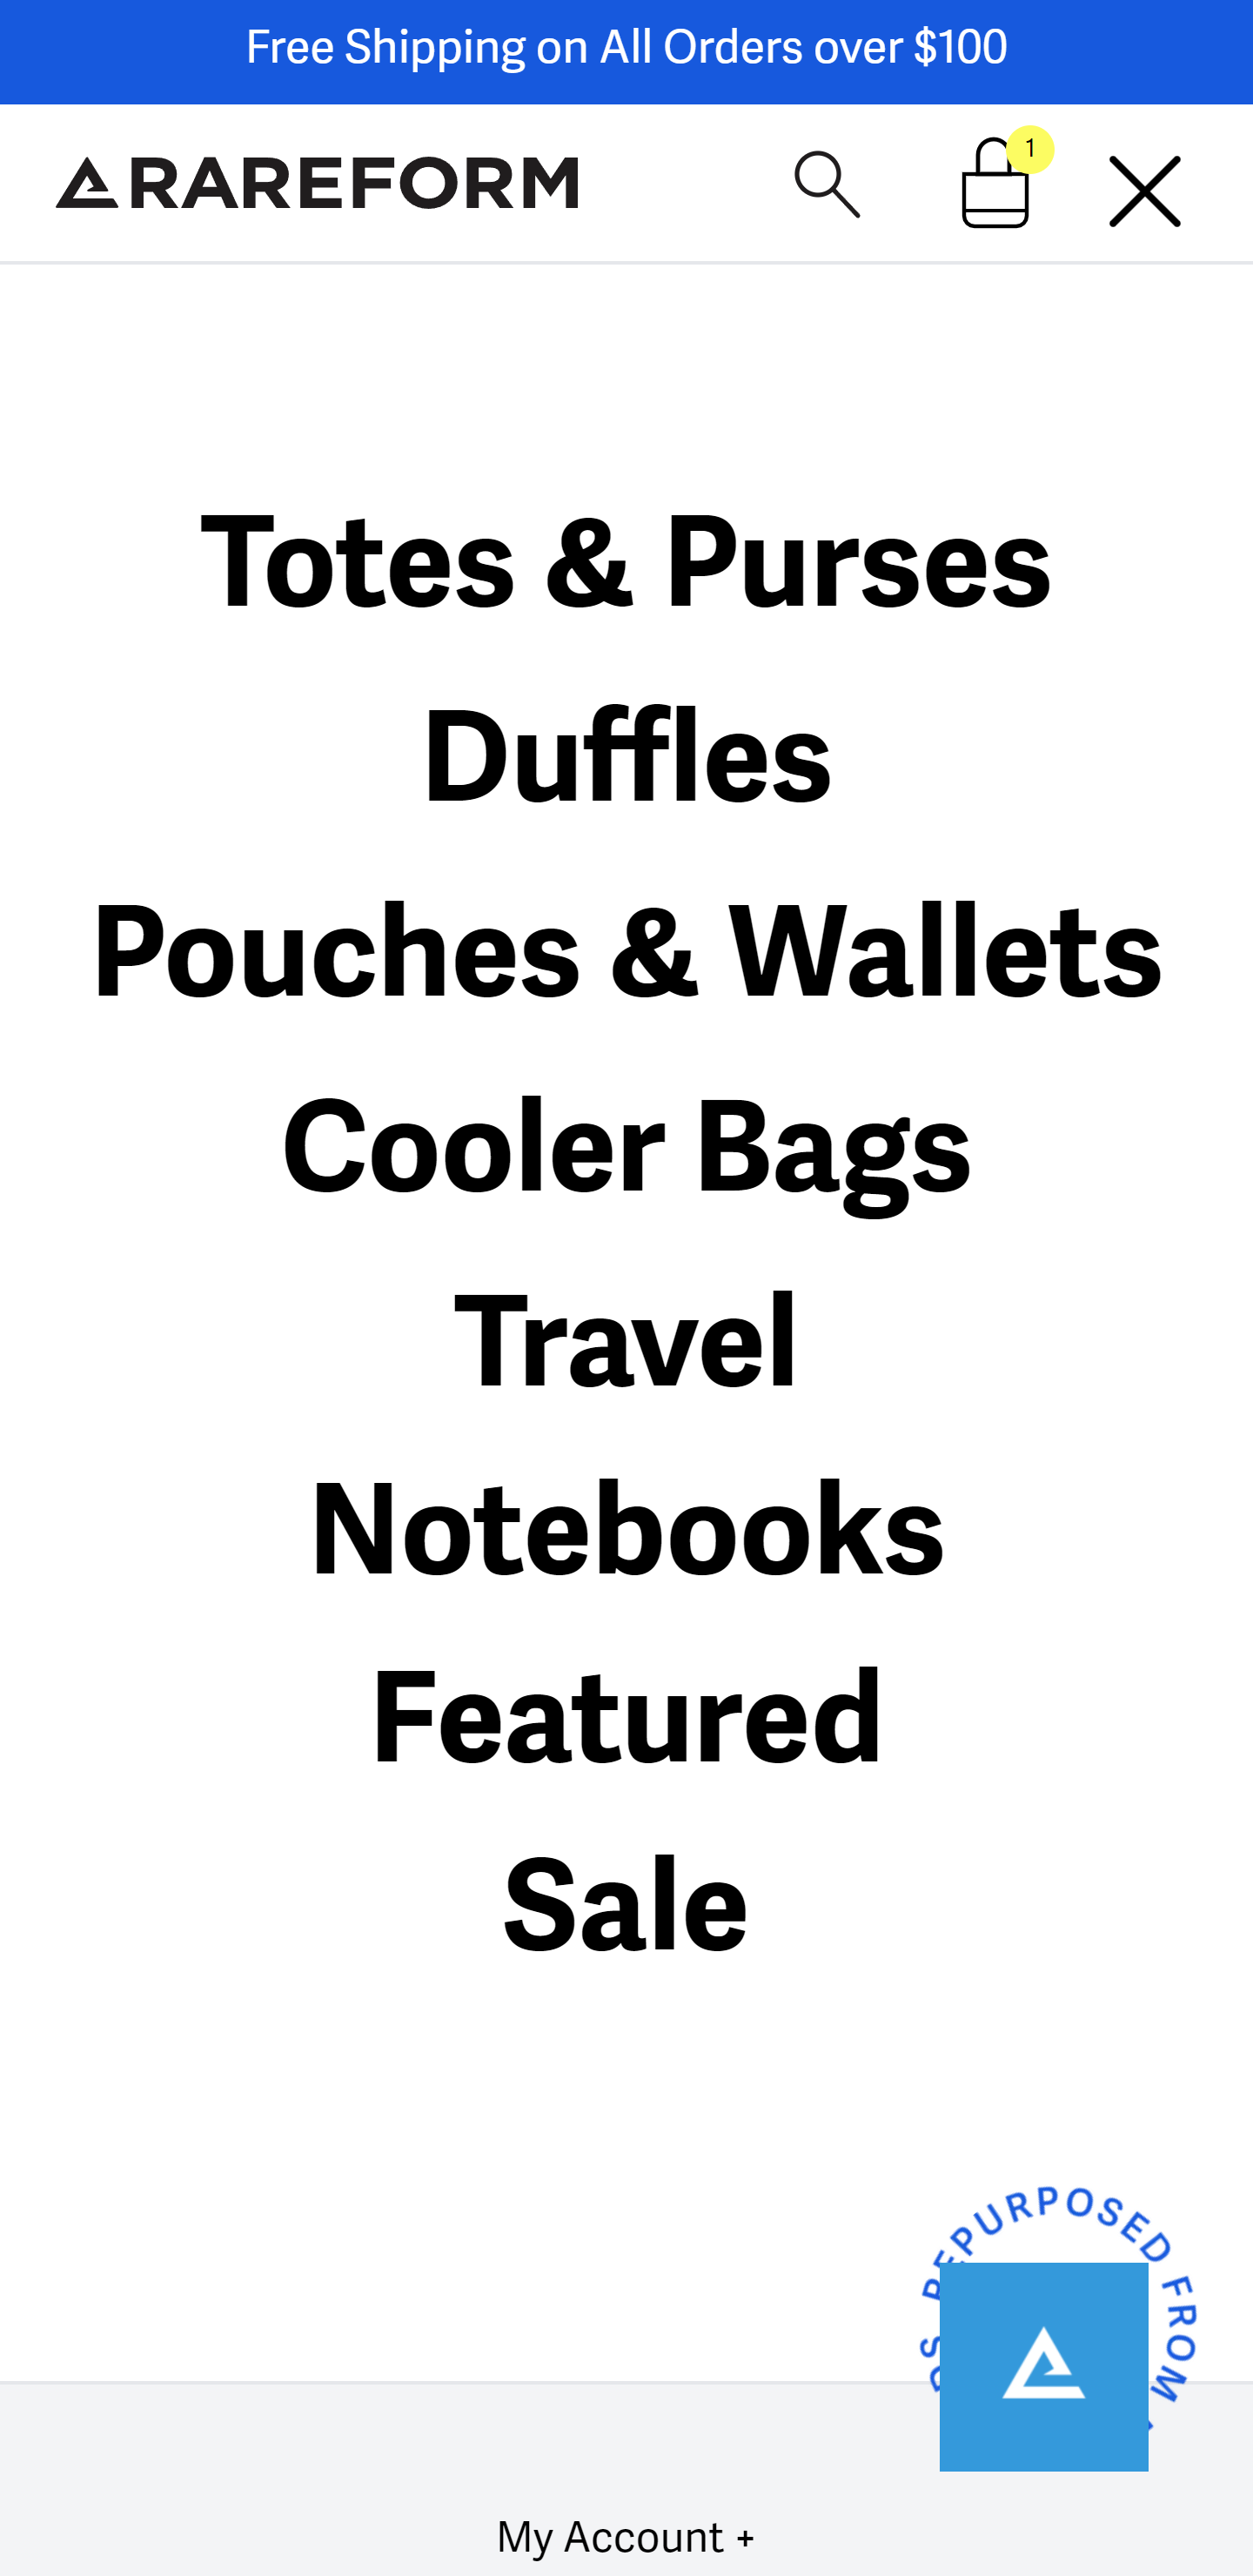 Free Shipping on All Orders over $100
RAREFORM
1
Totes & Purses
Duffles
Pouches & Wallets
Cooler Bags
Travel
Notebooks
Featured
Sale
REPURPOSED FROM
My Account +